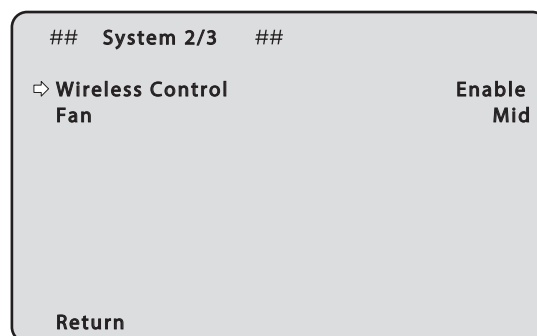 ## System 2/3 ##
⇨ Wireless Control Enable
Fan Mid
Return